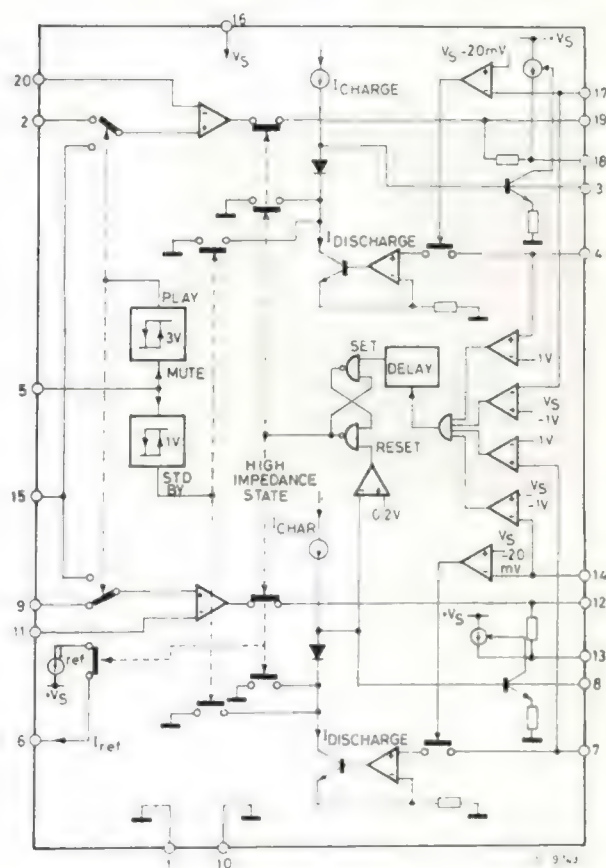 16
VS
+VS
VS -20mV
20
ICHARGE
17
2
19
18
3
IDISCHARGE
4
PLAY
3V
SET
DELAY
1V
MUTE
5
VS
-1V
1V
RESET
1V
STD
BY
HIGH
IMPEDANCE
STATE
15
0.2V
VS
-1V
ICHAR
VS
-20
mV
14
9
12
11
+VS
13
ref
+VS
8
6
Iref
IDISCHARGE
7
1
10